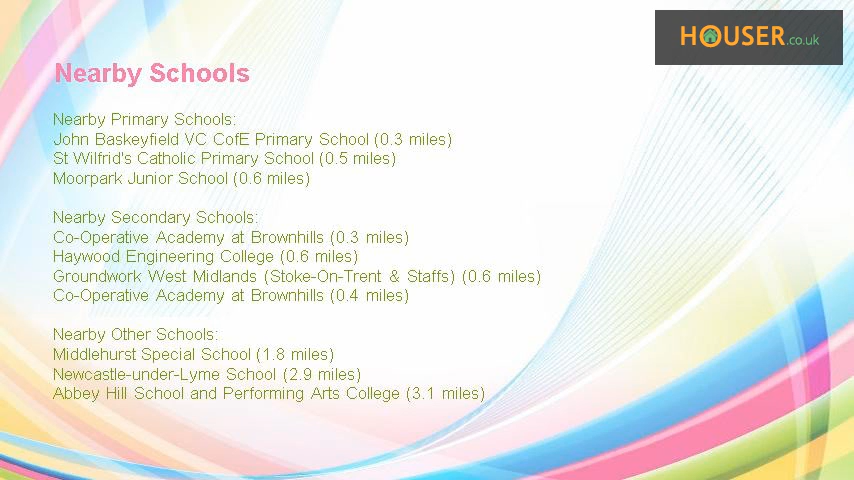 HOUSER.co.uk
Nearby Schools
Nearby Primary Schools:
John Baskeyfield VC CofE Primary School (0.3 miles)
St Wilfrid's Catholic Primary School (0.5 miles)
Moorpark Junior School (0.6 miles)
Nearby Secondary Schools:
Co-Operative Academy at Brownhills (0.3 miles)
Haywood Engineering College (0.6 miles)
Groundwork West Midlands (Stoke-On-Trent & Staffs) (0.6 miles)
Co-Operative Academy at Brownhills (0.4 miles)
Nearby Other Schools:
Middlehurst Special School (1.8 miles)
Newcastle-under-Lyme School (2.9 miles)
Abbey Hill School and Performing Arts College (3.1 miles)